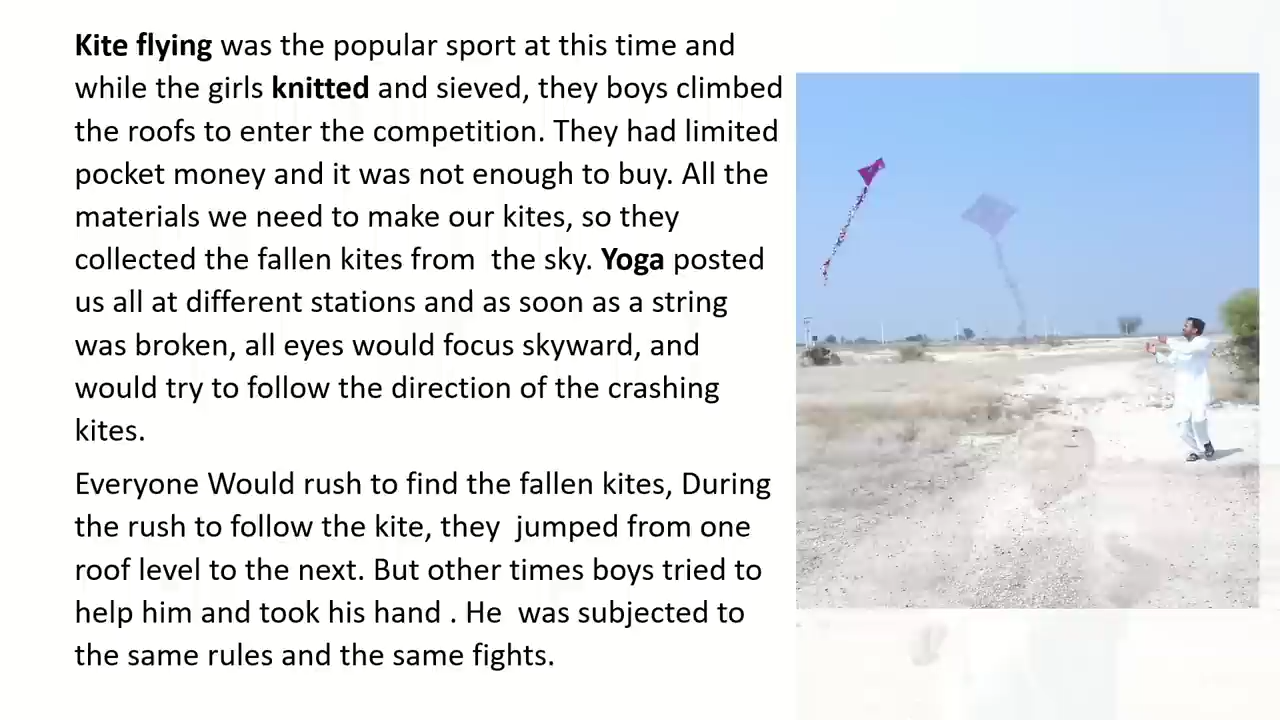 Kite flying was the popular sport at this time and
while the girls knitted and sieved, they boys climbed
the roofs to enter the competition. They had limited
pocket money and it was not enough to buy. All the
materials we need to make our kites, so they
collected the fallen kites from  the sky. Yoga posted
us all at different stations and as soon as a string
was broken, all eyes would focus skyward, and
would try to follow the direction of the crashing
kites.
Everyone Would rush to find the fallen kites, During
the rush to follow the kite, they  jumped from one
roof level to the next. But other times boys tried to
help him and took his hand . He  was subjected to
the same rules and the same fights.